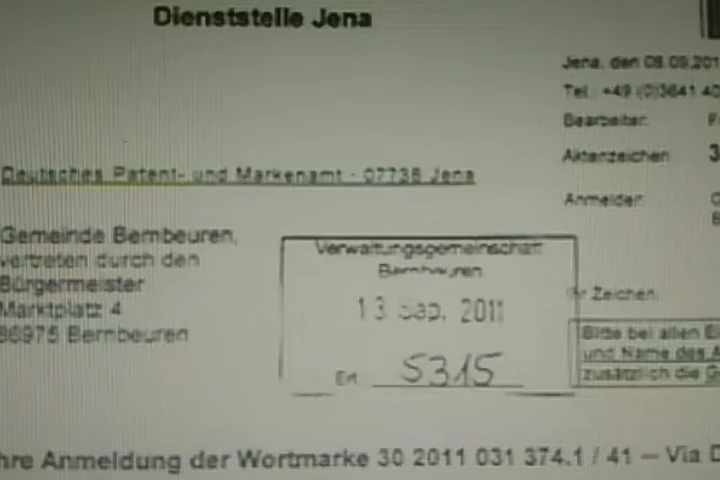 Dienststelle Jena
Jena, den 08.09.201
Tel.: +49 (0)3641 40
Bearbeiter:
Aktenzeichen: 3
Anmelder:
Deutsches Patent- und Markenamt - 07738 Jena
Gemeinde Bernbeuren,
vertreten durch den
Bürgermeister
Marktplatz 4
86975 Bernbeuren
Verwaltungsgemeinschaft
Bernbeuren
13. Sep. 2011
5315
Ihr Zeichen:
Bitte bei allen
und Name des
zusätzlich die
Ihre Anmeldung der Wortmarke 30 2011 031 374.1 / 41 — Via